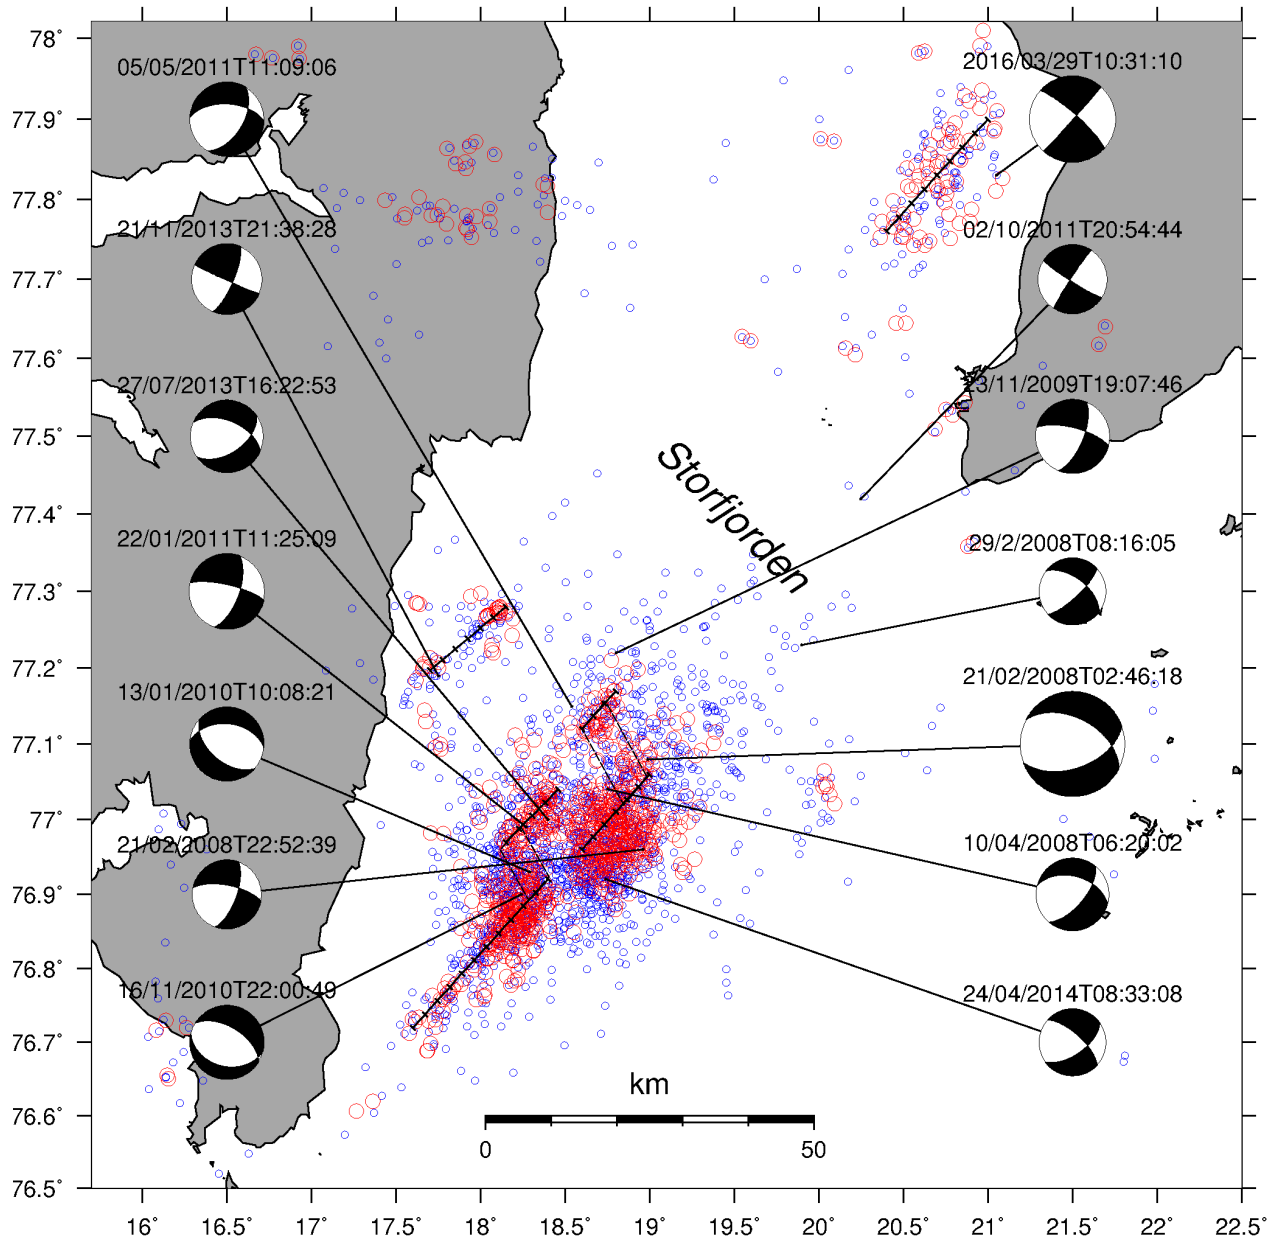 78°
77.9°
77.8°
77.7°
77.6°
77.5°
77.4°
77.3°
77.2°
77.1°
77°
76.9°
76.8°
76.7°
76.6°
76.5°
05/05/2011T11:09:06
21/11/2013T21:38:28
27/07/2013T16:22:53
22/01/2011T11:25:09
13/01/2010T10:08:21
21/02/2008T22:52:39
16/11/2010T22:00:49
Storfjorden
2016/03/29T10:31:10
02/10/2011T20:54:44
23/11/2009T19:07:46
29/2/2008T08:16:05
21/02/2008T02:46:18
10/04/2008T06:20:02
24/04/2014T08:33:08
km
0 50
16° 16.5° 17° 17.5° 18° 18.5° 19° 19.5° 20° 20.5° 21° 21.5° 22° 22.5°